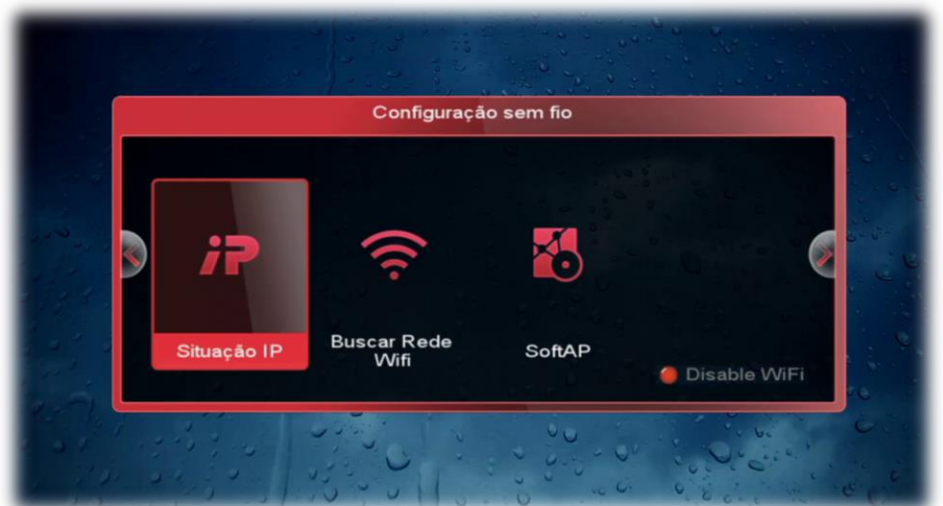 Configuração sem fio
iP
Situação IP
Buscar Rede
Wifi
SoftAP
Disable WiFi